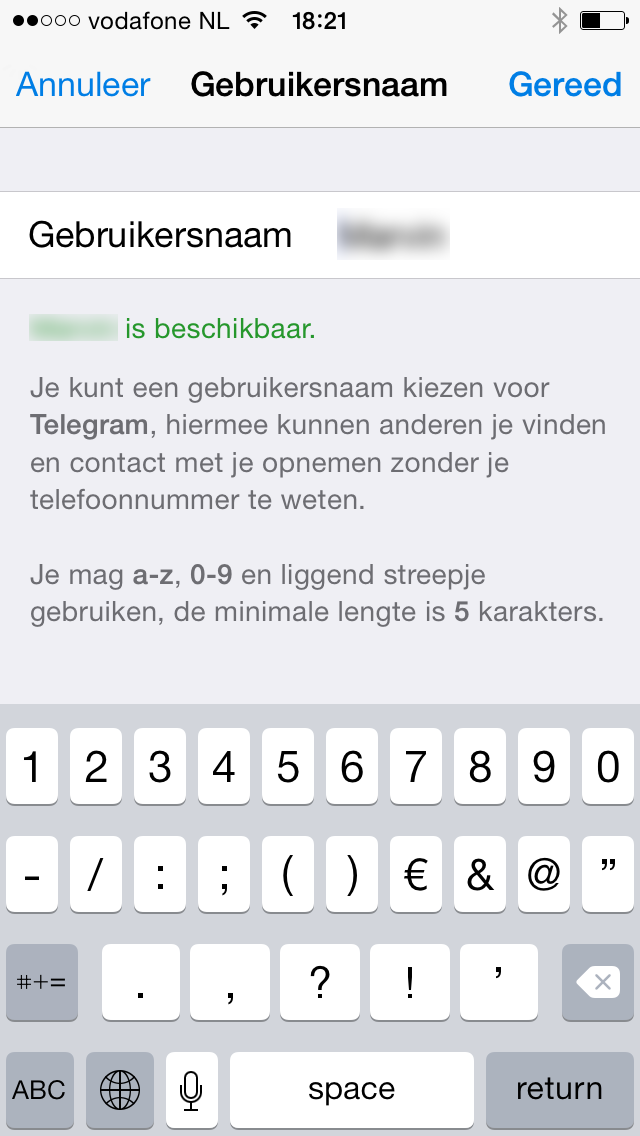 vodafone NL 18:21
Annuleer Gebruikersnaam Gereed
Gebruikersnaam
is beschikbaar.
Je kunt een gebruikersnaam kiezen voor
Telegram, hiermee kunnen anderen je vinden
en contact met je opnemen zonder je
telefoonnummer te weten.
Je mag a-z, 0-9 en liggend streepje
gebruiken, de minimale lengte is 5 karakters.
1 2 3 4 5 6 7 8 9 0
- / : ; ( ) € & @ ”
#+= . , ? ! ’
ABC space return